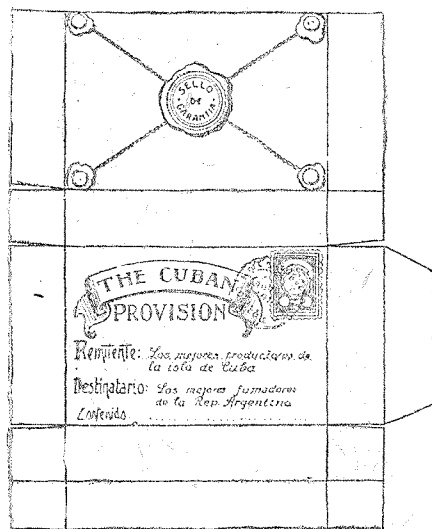 SELLO
DE
GARANTIA
THE CUBAN
PROVISION
Remitente: Los mejores productores de
la isla de Cuba
Destinatario: Los mejores fumadores
de la Rep. Argentina
Contenido